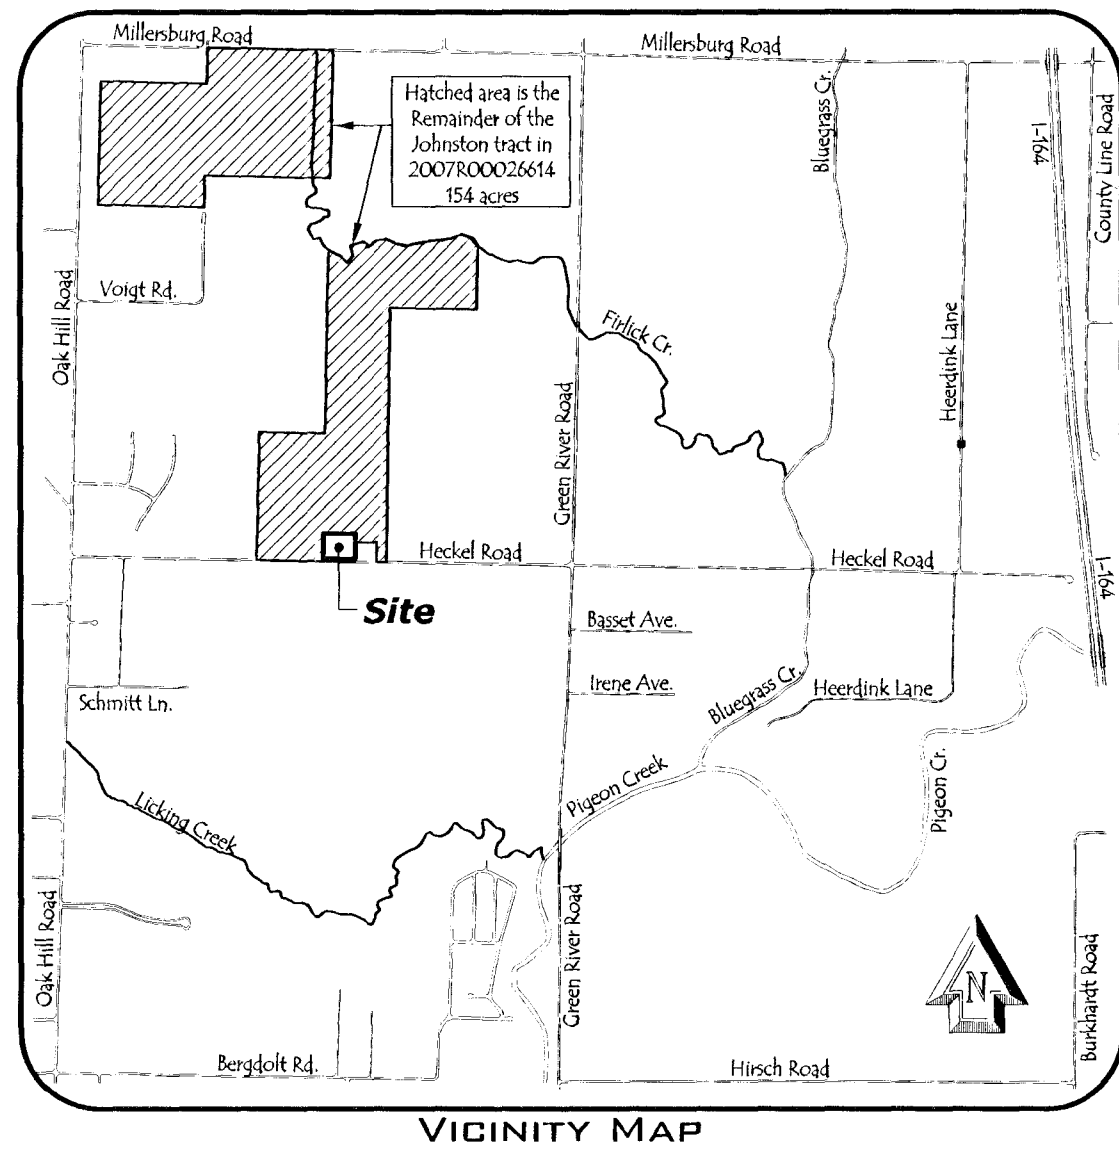 Millersburg Road
Millersburg Road
Hatched area is the
Remainder of the
Johnston tract in
2007R00026614
154 acres
Bluegrass Cr.
I-164
County Line Road
Voigt Rd.
Oak Hill Road
Firlick Cr.
Heerdink Lane
Green River Road
Heckel Road
Heckel Road
I-164
Site
Basset Ave.
Irene Ave.
Schmitt Ln.
Bluegrass Cr.
Heerdink Lane
Pigeon Creek
Pigeon Cr.
Licking Creek
Oak Hill Road
Green River Road
N
Burkhardt Road
Bergdolt Rd.
Hirsch Road
VICINITY MAP